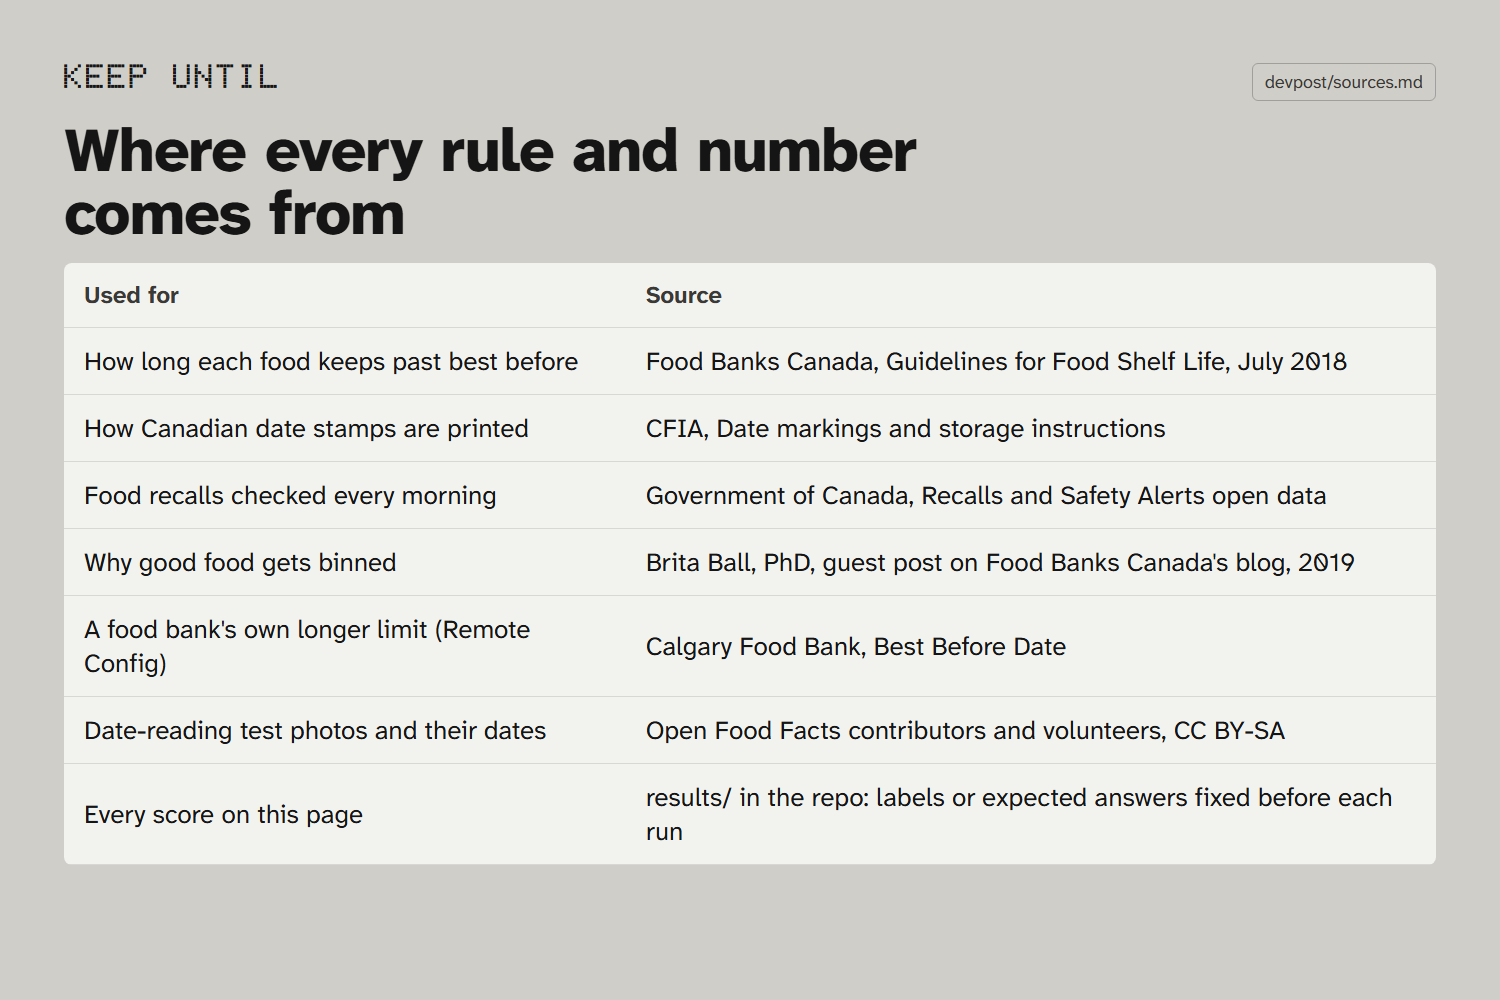 KEEP UNTIL
devpost/sources.md
Where every rule and number
comes from
Used for
Source
How long each food keeps past best before
Food Banks Canada, Guidelines for Food Shelf Life, July 2018
How Canadian date stamps are printed
CFIA, Date markings and storage instructions
Food recalls checked every morning
Government of Canada, Recalls and Safety Alerts open data
Why good food gets binned
Brita Ball, PhD, guest post on Food Banks Canada's blog, 2019
A food bank's own longer limit (Remote
Config)
Calgary Food Bank, Best Before Date
Date-reading test photos and their dates
Open Food Facts contributors and volunteers, CC BY-SA
Every score on this page
results/ in the repo: labels or expected answers fixed before each
run